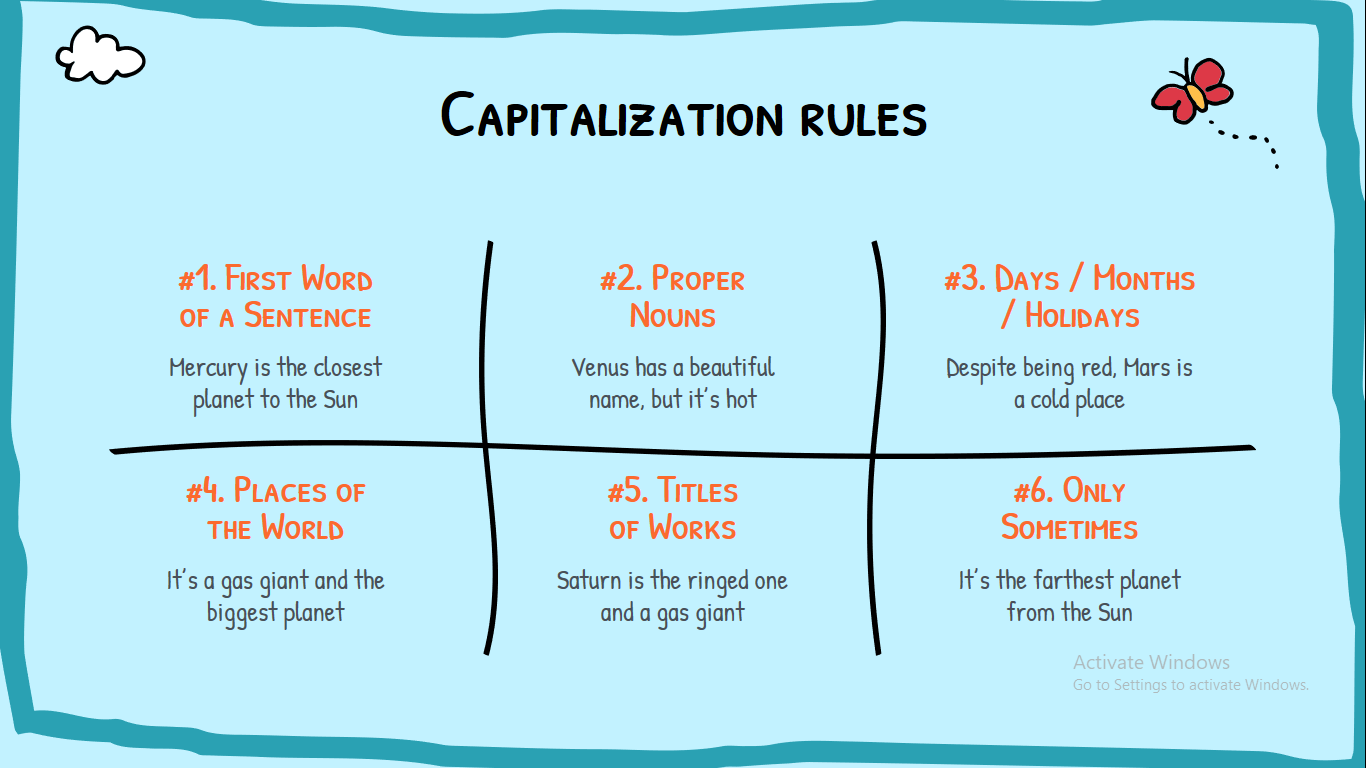 Capitalization rules
#1. First Word
of a Sentence
Mercury is the closest
planet to the Sun
#2. Proper
Nouns
Venus has a beautiful
name, but it's hot
#3. Days / Months
/ Holidays
Despite being red, Mars is
a cold place
#4. Places of
the World
It's a gas giant and the
biggest planet
#5. Titles
of Works
Saturn is the ringed one
and a gas giant
#6. Only
Sometimes
It's the farthest planet
from the Sun
Activate Windows
Go to Settings to activate Windows.